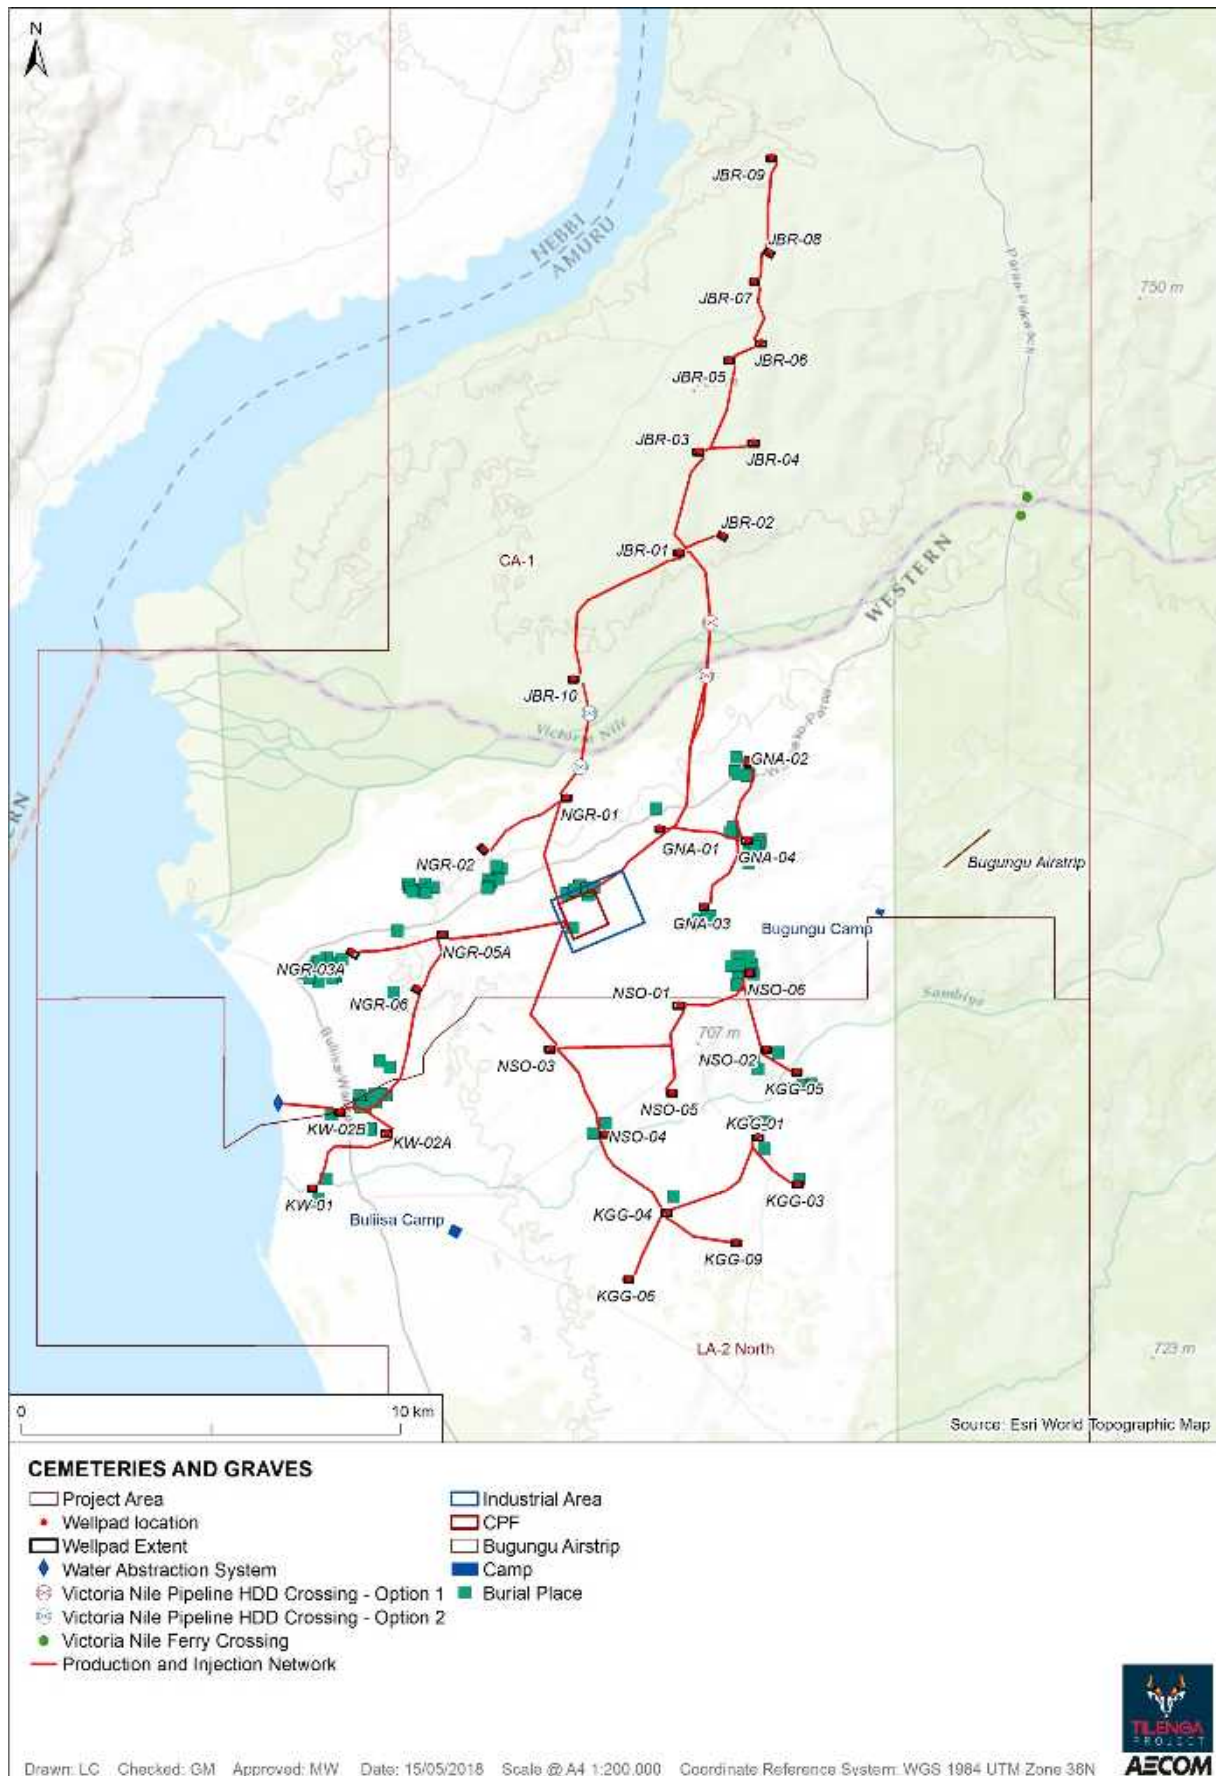 N
JBR-09
NEBBI
AMURU
JBR-08
JBR-07
750 m
JBR-06
JBR-05
JBR-03
JBR-04
JBR-02
JBR-01
CA-1
WESTERN
JBR-10
Victoria Nile
GNA-02
NGR-01
GNA-01
NGR-02
GNA-04
Bugungu Airstrip
GNA-03
Bugungu Camp
NGR-05A
NGR-03A
NSO-06
NGR-06
NSO-01
Sambiye
707 m
NSO-02
NSO-03
KGG-05
NSO-05
KW-02B
KGG-01
NSO-04
KW-02A
KGG-03
KW-01
KGG-04
Buliisa Camp
KGG-09
KGG-06
LA-2 North
723 m
0 10 km
Source: Esri World Topographic Map
CEMETERIES AND GRAVES
Project Area
Wellpad location
Wellpad Extent
Water Abstraction System
Victoria Nile Pipeline HDD Crossing - Option 1
Victoria Nile Pipeline HDD Crossing - Option 2
Victoria Nile Ferry Crossing
Production and Injection Network
Industrial Area
CPF
Bugungu Airstrip
Camp
Burial Place
TILENGA
PROJECT
AECOM
Drawn: LC Checked: GM Approved: MW Date: 15/05/2018 Scale @ A4 1:200,000 Coordinate Reference System: WGS 1984 UTM Zone 36N